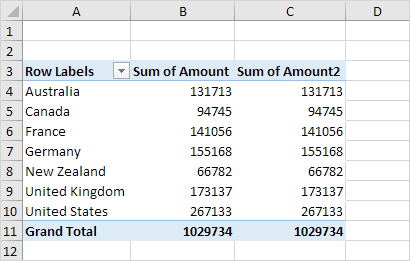 A B C D
1
2
3 Row Labels Sum of Amount Sum of Amount2
4 Australia 131713 131713
5 Canada 94745 94745
6 France 141056 141056
7 Germany 155168 155168
8 New Zealand 66782 66782
9 United Kingdom 173137 173137
10 United States 267133 267133
11 Grand Total 1029734 1029734
12